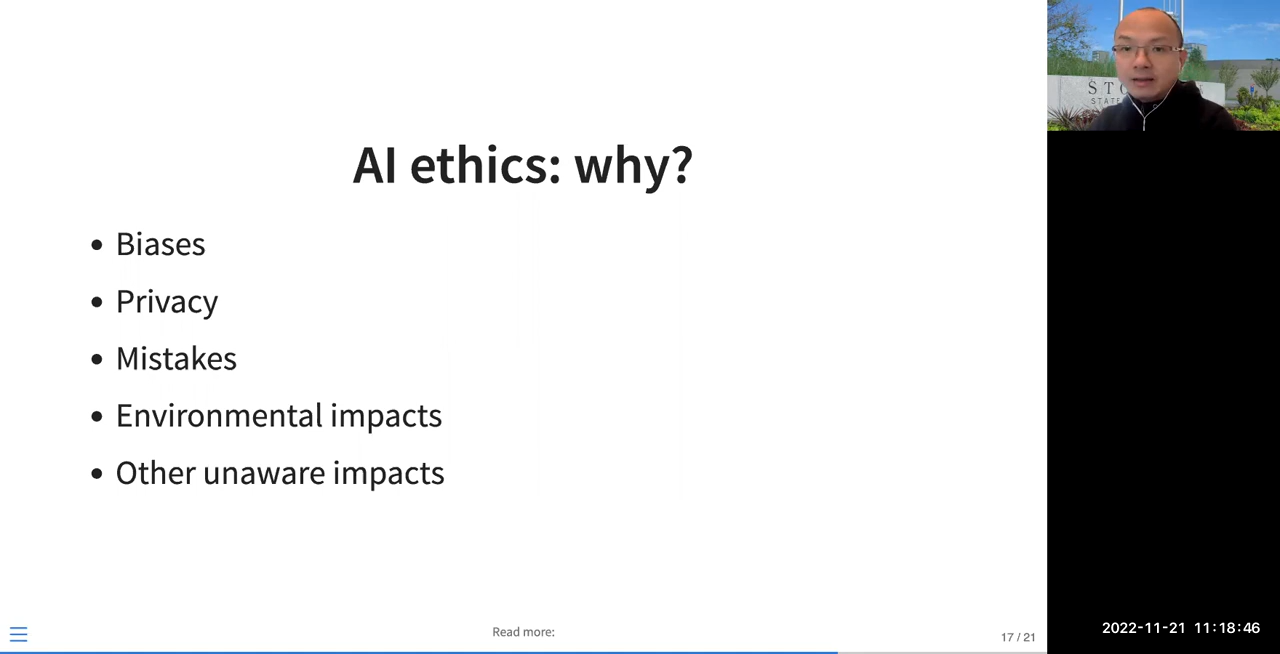 AI ethics: why?
• Biases
• Privacy
• Mistakes
• Environmental impacts
• Other unaware impacts
Read more:
17 / 21
2022-11-21 11:18:46